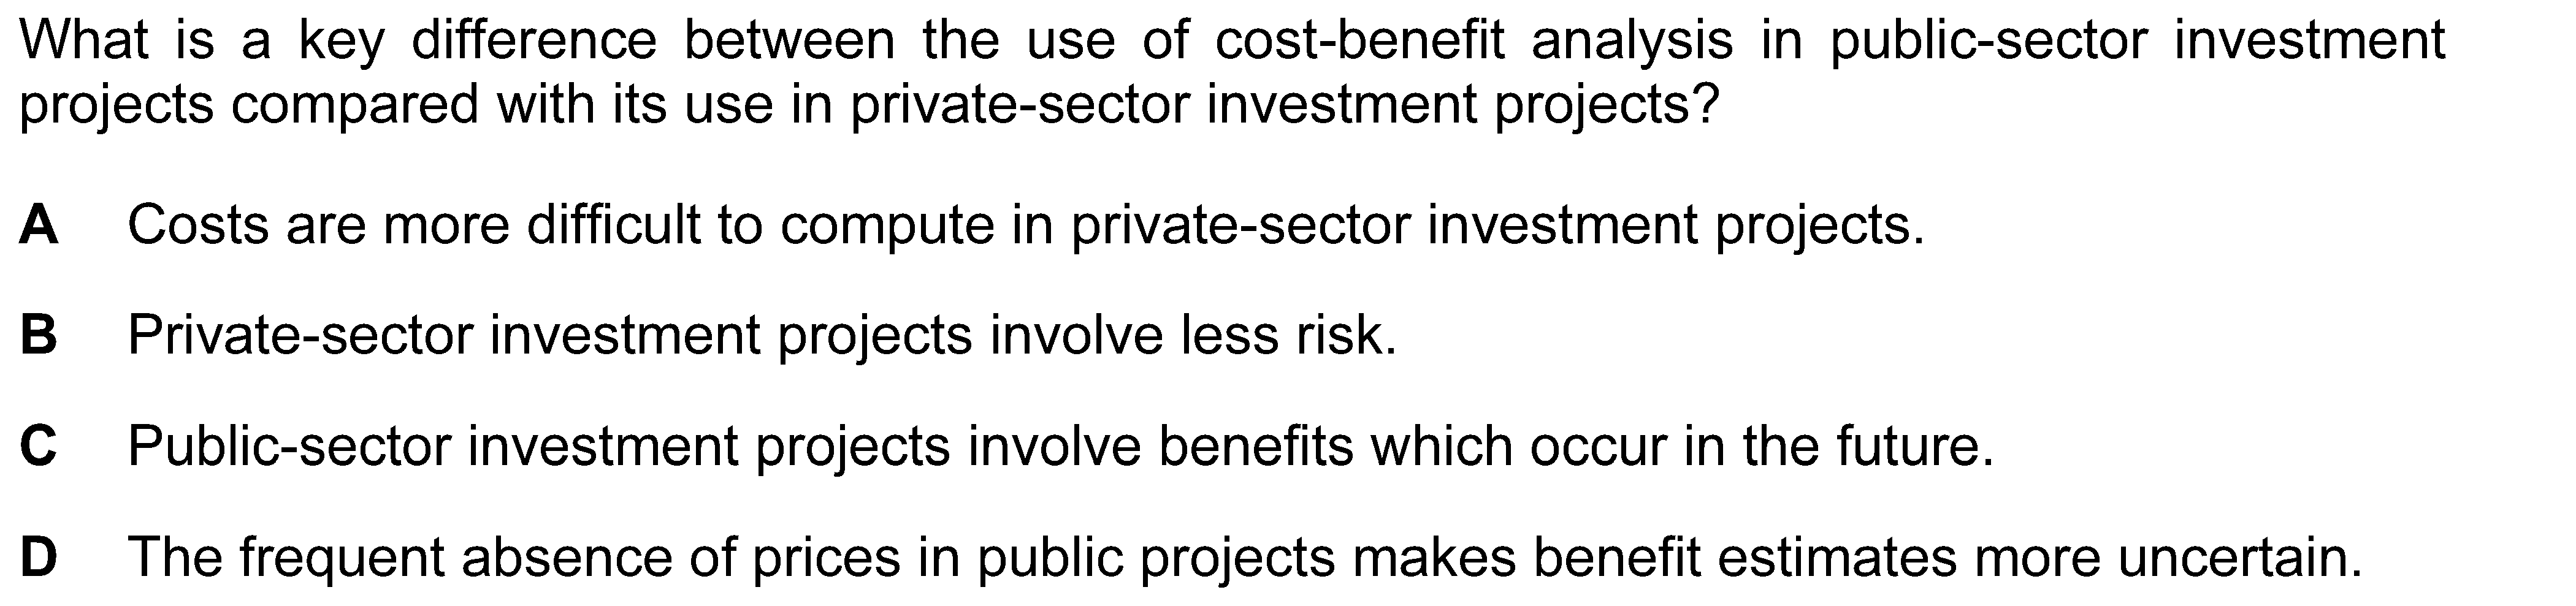 What is a key difference between the use of cost-benefit analysis in public-sector investment
projects compared with its use in private-sector investment projects?
A Costs are more difficult to compute in private-sector investment projects.
B Private-sector investment projects involve less risk.
C Public-sector investment projects involve benefits which occur in the future.
D The frequent absence of prices in public projects makes benefit estimates more uncertain.